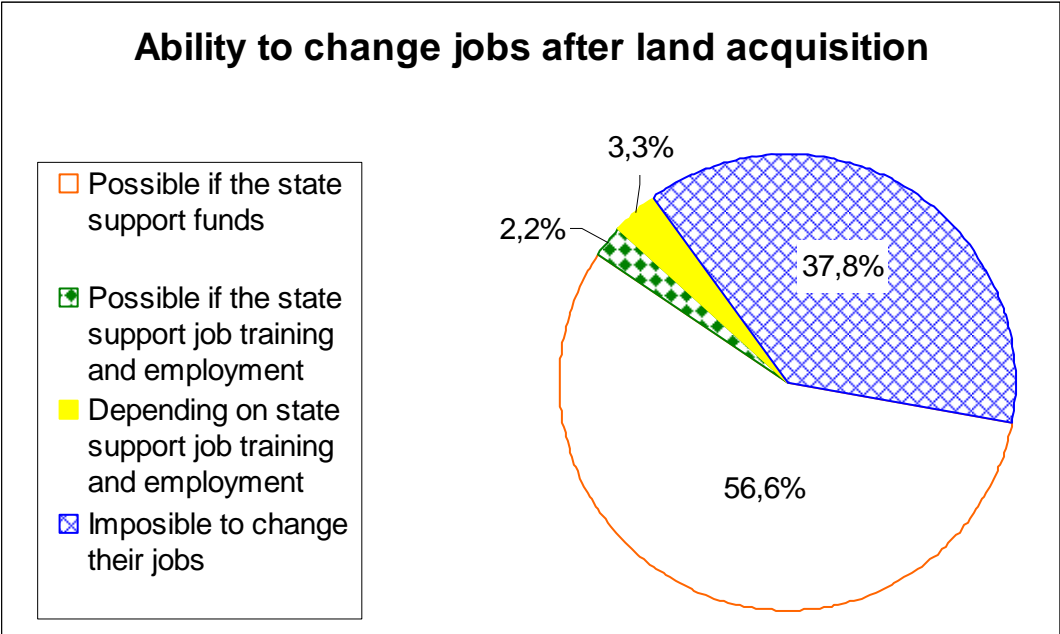 Ability to change jobs after land acquisition
Possible if the state
support funds
Possible if the state
support job training
and employment
Depending on state
support job training
and employment
Imposible to change
their jobs
3,3%
2,2%
37,8%
56,6%